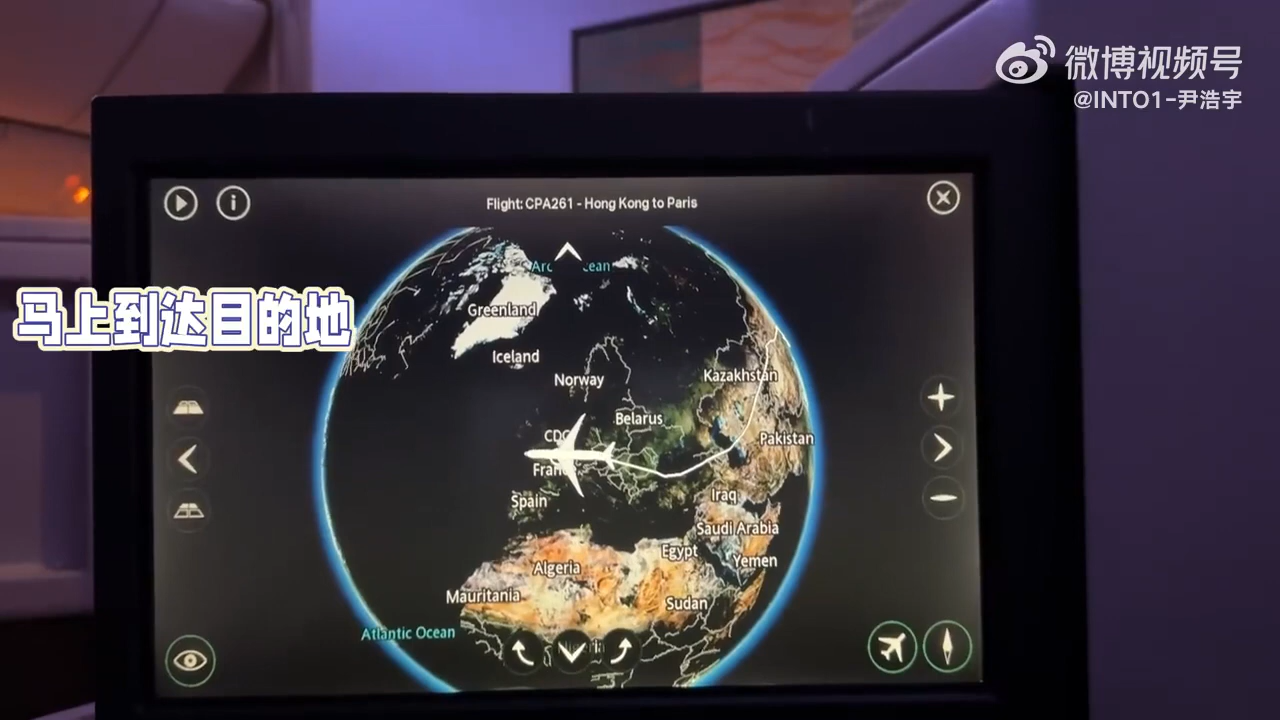 微博视频号
@INTO1-尹浩宇
Flight: CPA261 - Hong Kong to Paris
马上到达目的地
Greenland
Iceland
Norway
Kazakhstan
Belarus
CDG
Pakistan
France
Spain
Iraq
Saudi Arabia
Egypt
Yemen
Algeria
Mauritania
Sudan
Atlantic Ocean